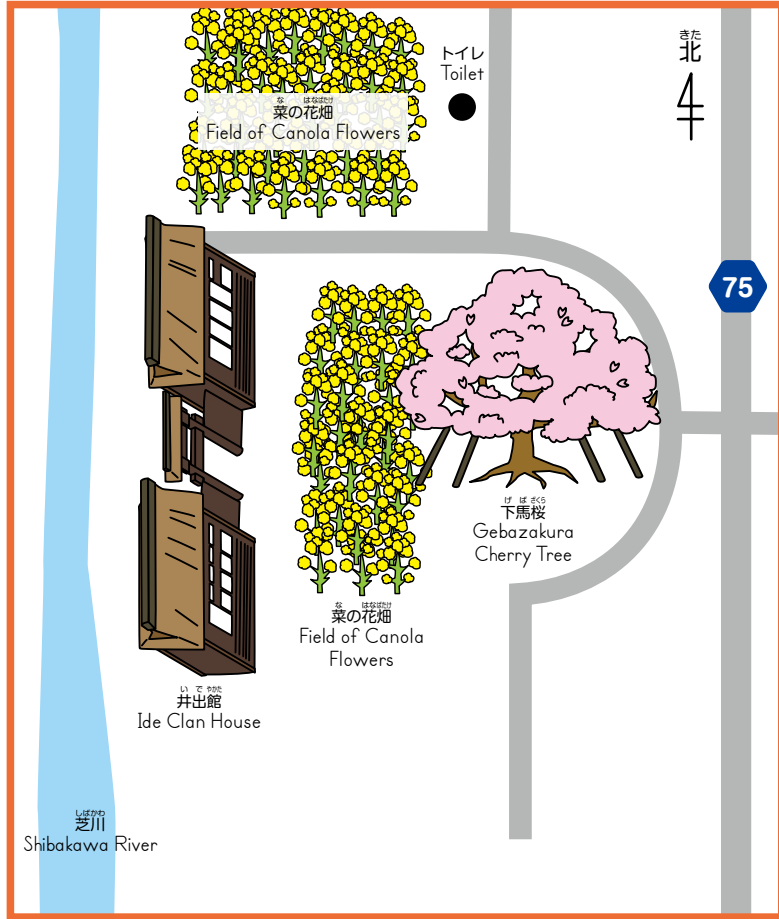 トイレ
Toilet
きた
北
な はなばたけ
菜の花畑
Field of Canola Flowers
75
げ ば ざくら
下馬桜
Gebazakura
Cherry Tree
な はなばたけ
菜の花畑
Field of Canola
Flowers
い で やかた
井出館
Ide Clan House
しばかわ
芝川
Shibakawa River